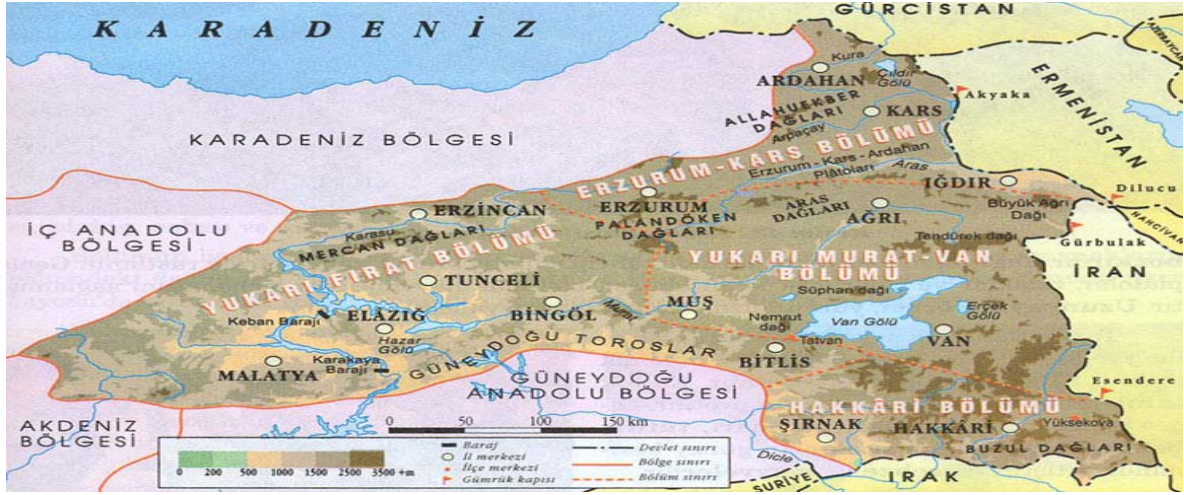 KARADENİZ
GÜRCİSTAN
AZERBAYCAN
Kura
ARDAHAN
Çıldır
Gölü
ERMENİSTAN
Akyaka
ALLAHUEKBER
DAĞLARI
KARS
KARADENİZ BÖLGESİ
Arpaçay
ERZURUM-KARS BÖLÜMÜ
Erzurum-Kars-Ardahan
Plâtoları
Aras
IĞDIR
Dilucu
ERZURUM
ARAS
DAĞLARI
Büyük Ağrı
Dağı
ERZİNCAN
PALANDÖKEN
DAĞLARI
AĞRI
NAHCIVAN
İÇ ANADOLU
BÖLGESİ
Karasu
MERCAN DAĞLARI
Tendürek dağı
Gürbulak
YUKARI FIRAT BÖLÜMÜ
YUKARI MURAT-VAN
BÖLÜMÜ
İRAN
TUNCELİ
Süphan dağı
Keban Barajı
ELAZIĞ
BİNGÖL
Murat
MUŞ
Nemrut
dağı
Van Gölü
Erçek
Gölü
Hazar
Gölü
Tatvan
VAN
MALATYA
Karakaya
Barajı
GÜNEYDOĞU TOROSLAR
BİTLİS
GÜNEYDOĞU
ANADOLU BÖLGESİ
Esendere
AKDENİZ
BÖLGESİ
HAKKÂRİ BÖLÜMÜ
ŞIRNAK
HAKKÂRİ
Yüksekova
BUZUL DAĞLARI
Dicle
SURİYE
IRAK
0 50 100 150 km
0 200 500 1000 1500 2500 3500 +m
Baraj
İl merkezi
İlçe merkezi
Gümrük kapısı
Devlet sınırı
Bölge sınırı
Bölüm sınırı